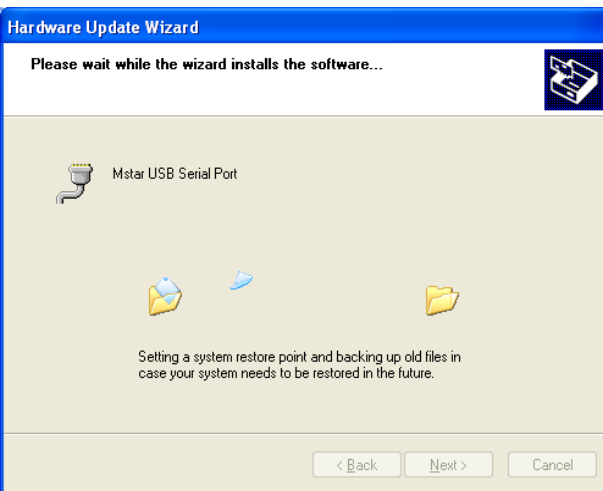 Hardware Update Wizard
Please wait while the wizard installs the software...
Mstar USB Serial Port
Setting a system restore point and backing up old files in
case your system needs to be restored in the future.
< Back Next > Cancel